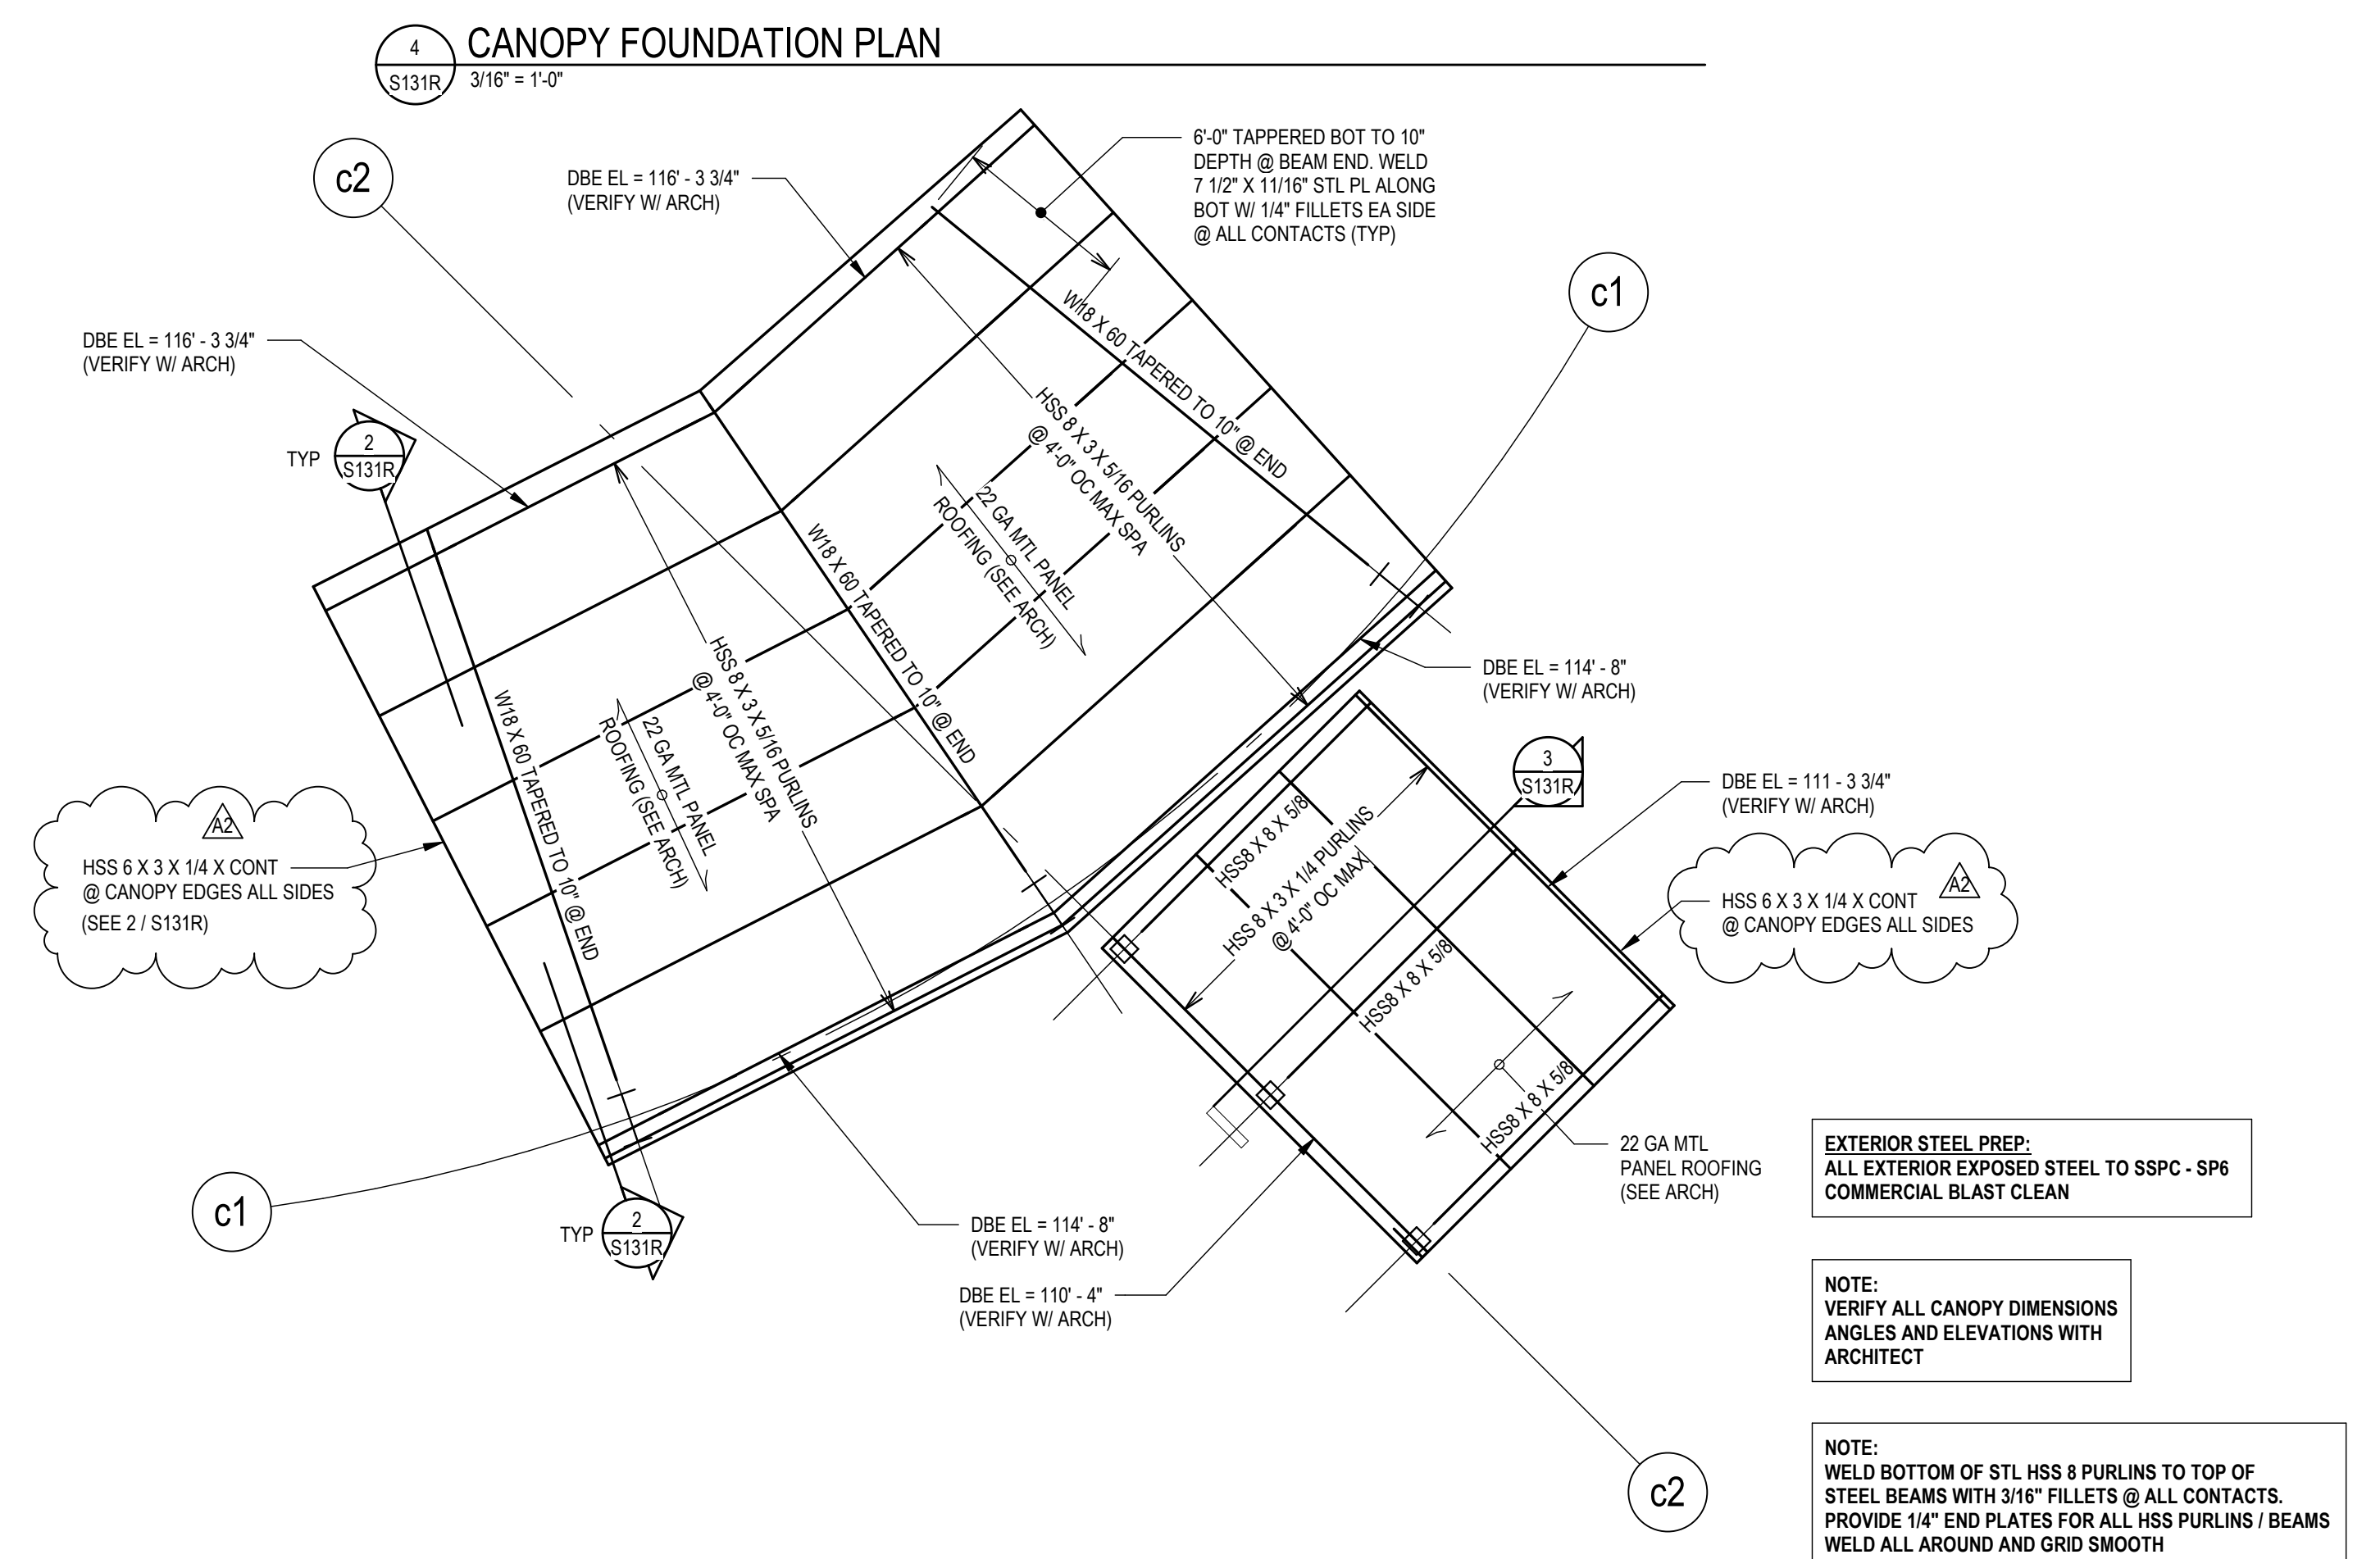 4
S131R
CANOPY FOUNDATION PLAN
3/16" = 1'-0"
c2
DBE EL = 116' - 3 3/4"
(VERIFY W/ ARCH)
6'-0" TAPPERED BOT TO 10"
DEPTH @ BEAM END. WELD
7 1/2" X 11/16" STL PL ALONG
BOT W/ 1/4" FILLETS EA SIDE
@ ALL CONTACTS (TYP)
c1
DBE EL = 116' - 3 3/4"
(VERIFY W/ ARCH)
TYP
2
S131R
W18 X 60 TAPERED TO 10" @ END
HSS 8 X 3 X 5/16 PURLINS
@ 4'-0" OC MAX SPA
22 GA MTL PANEL
ROOFING (SEE ARCH)
W18 X 60 TAPERED TO 10" @ END
HSS 8 X 3 X 5/16 PURLINS
@ 4'-0" OC MAX SPA
22 GA MTL PANEL
ROOFING (SEE ARCH)
W18 X 60 TAPERED TO 10" @ END
DBE EL = 114' - 8"
(VERIFY W/ ARCH)
3
S131R
DBE EL = 111 - 3 3/4"
(VERIFY W/ ARCH)
A2
HSS 6 X 3 X 1/4 X CONT
@ CANOPY EDGES ALL SIDES
(SEE 2 / S131R)
A2
HSS 6 X 3 X 1/4 X CONT
@ CANOPY EDGES ALL SIDES
HSS8 X 8 X 5/8
HSS 8 X 3 X 1/4 PURLINS
@ 4'-0" OC MAX
HSS8 X 8 X 5/8
HSS8 X 8 X 5/8
22 GA MTL
PANEL ROOFING
(SEE ARCH)
c1
TYP
2
S131R
DBE EL = 114' - 8"
(VERIFY W/ ARCH)
DBE EL = 110' - 4"
(VERIFY W/ ARCH)
c2
EXTERIOR STEEL PREP:
ALL EXTERIOR EXPOSED STEEL TO SSPC - SP6
COMMERCIAL BLAST CLEAN
NOTE:
VERIFY ALL CANOPY DIMENSIONS
ANGLES AND ELEVATIONS WITH
ARCHITECT
NOTE:
WELD BOTTOM OF STL HSS 8 PURLINS TO TOP OF
STEEL BEAMS WITH 3/16" FILLETS @ ALL CONTACTS.
PROVIDE 1/4" END PLATES FOR ALL HSS PURLINS / BEAMS
WELD ALL AROUND AND GRID SMOOTH